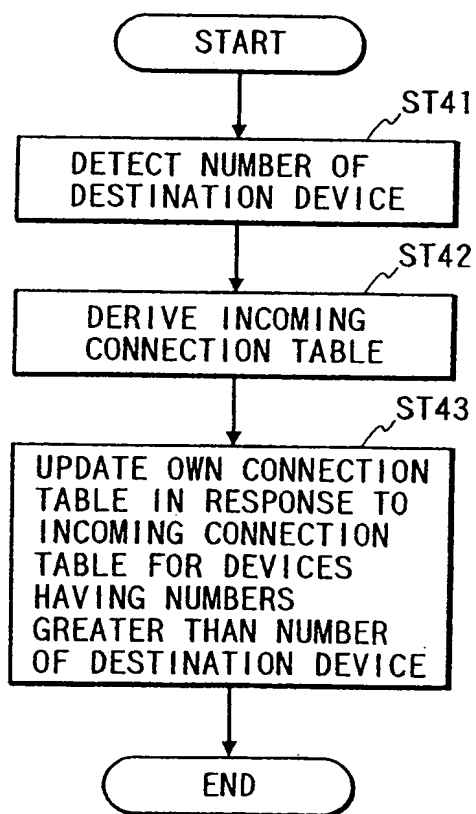 START
ST41
DETECT NUMBER OF
DESTINATION DEVICE
ST42
DERIVE INCOMING
CONNECTION TABLE
ST43
UPDATE OWN CONNECTION
TABLE IN RESPONSE TO
INCOMING CONNECTION
TABLE FOR DEVICES
HAVING NUMBERS
GREATER THAN NUMBER
OF DESTINATION DEVICE
END